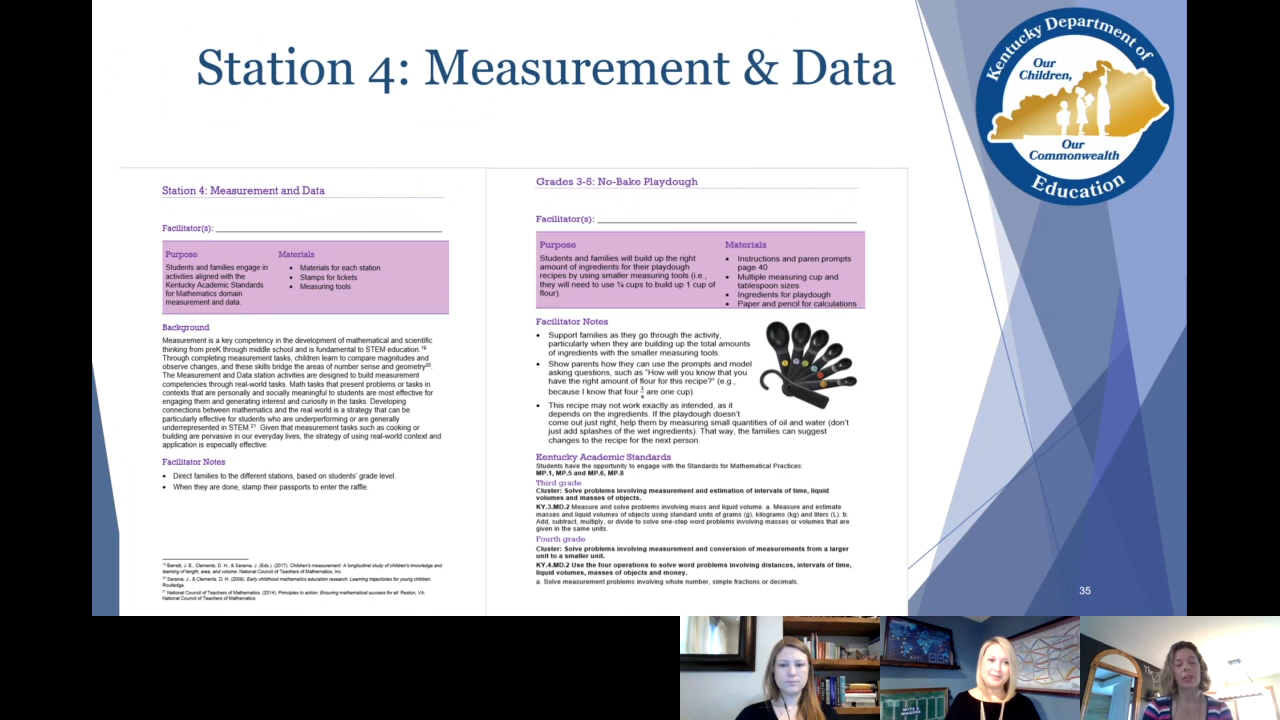 Station 4: Measurement & Data
Kentucky Department of
Our
Children,
Our
Commonwealth
Education
Station 4: Measurement and Data
Facilitator(s):
Purpose
Students and families engage in
activities aligned with the
Kentucky Academic Standards
for Mathematics domain
measurement and data.
Materials
• Materials for each station
• Stamps for tickets
• Measuring tools
Background
Measurement is a key competency in the development of mathematical and scientific
thinking from preK through middle school and is fundamental to STEM education.19
Through completing measurement tasks, children learn to compare magnitudes and
observe changes, and these skills bridge the areas of number sense and geometry20.
The Measurement and Data station activities are designed to build measurement
competencies through real-world tasks. Math tasks that present problems or tasks in
contexts that are personally and socially meaningful to students are most effective for
engaging them and generating interest and curiosity in the tasks. Developing
connections between mathematics and the real world is a strategy that can be
particularly effective for students who are underperforming or are generally
underrepresented in STEM.21 Given that measurement tasks such as cooking or
building are pervasive in our everyday lives, the strategy of using real-world context and
application is especially effective.
Facilitator Notes
• Direct families to the different stations, based on students' grade level.
• When they are done, stamp their passports to enter the raffle.
19 Barrett, J. E., Clements, D. H., & Sarama, J. (Eds.). (2017). Children's measurement: A longitudinal study of children's knowledge and
learning of length, area, and volume. National Council of Teachers of Mathematics, Inc.
20 Sarama, J., & Clements, D. H. (2009). Early childhood mathematics education research: Learning trajectories for young children.
Routledge.
21 National Council of Teachers of Mathematics. (2014). Principles to action: Ensuring mathematical success for all. Reston, VA:
National Council of Teachers of Mathematics.
Grades 3-5: No-Bake Playdough
Facilitator(s):
Purpose
Students and families will build up the right
amount of ingredients for their playdough
recipes by using smaller measuring tools (i.e.,
they will need to use ¼ cups to build up 1 cup of
flour).
Materials
• Instructions and paren prompts
page 40
• Multiple measuring cup and
tablespoon sizes
• Ingredients for playdough
• Paper and pencil for calculations
Facilitator Notes
• Support families as they go through the activity,
particularly when they are building up the total amounts
of ingredients with the smaller measuring tools.
• Show parents how they can use the prompts and model
asking questions, such as "How will you know that you
have the right amount of flour for this recipe?" (e.g.,
because I know that four 1/4 are one cup).
• This recipe may not work exactly as intended, as it
depends on the ingredients. If the playdough doesn't
come out just right, help them by measuring small quantities of oil and water (don't
just add splashes of the wet ingredients). That way, the families can suggest
changes to the recipe for the next person.
Kentucky Academic Standards
Students have the opportunity to engage with the Standards for Mathematical Practices:
MP.1, MP.5 and MP.6, MP.8
Third grade
Cluster: Solve problems involving measurement and estimation of intervals of time, liquid
volumes and masses of objects.
KY.3.MD.2 Measure and solve problems involving mass and liquid volume. a. Measure and estimate
masses and liquid volumes of objects using standard units of grams (g), kilograms (kg) and liters (L). b.
Add, subtract, multiply, or divide to solve one-step word problems involving masses or volumes that are
given in the same units.
Fourth grade
Cluster: Solve problems involving measurement and conversion of measurements from a larger
unit to a smaller unit.
KY.4.MD.2 Use the four operations to solve word problems involving distances, intervals of time,
liquid volumes, masses of objects and money.
a. Solve measurement problems involving whole number, simple fractions or decimals.
35